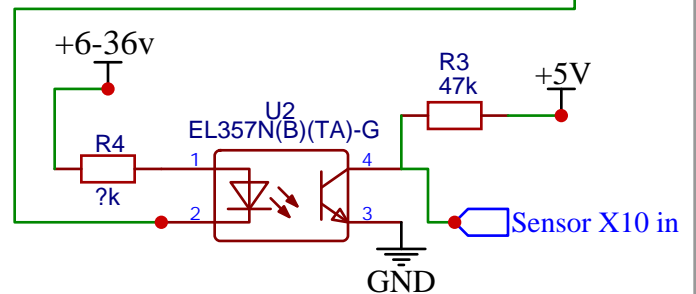 +6-36v
R3
47k
+5V
U2
EL357N(B)(TA)-G
R4
?k
1
4
2
3
Sensor X10 in
GND